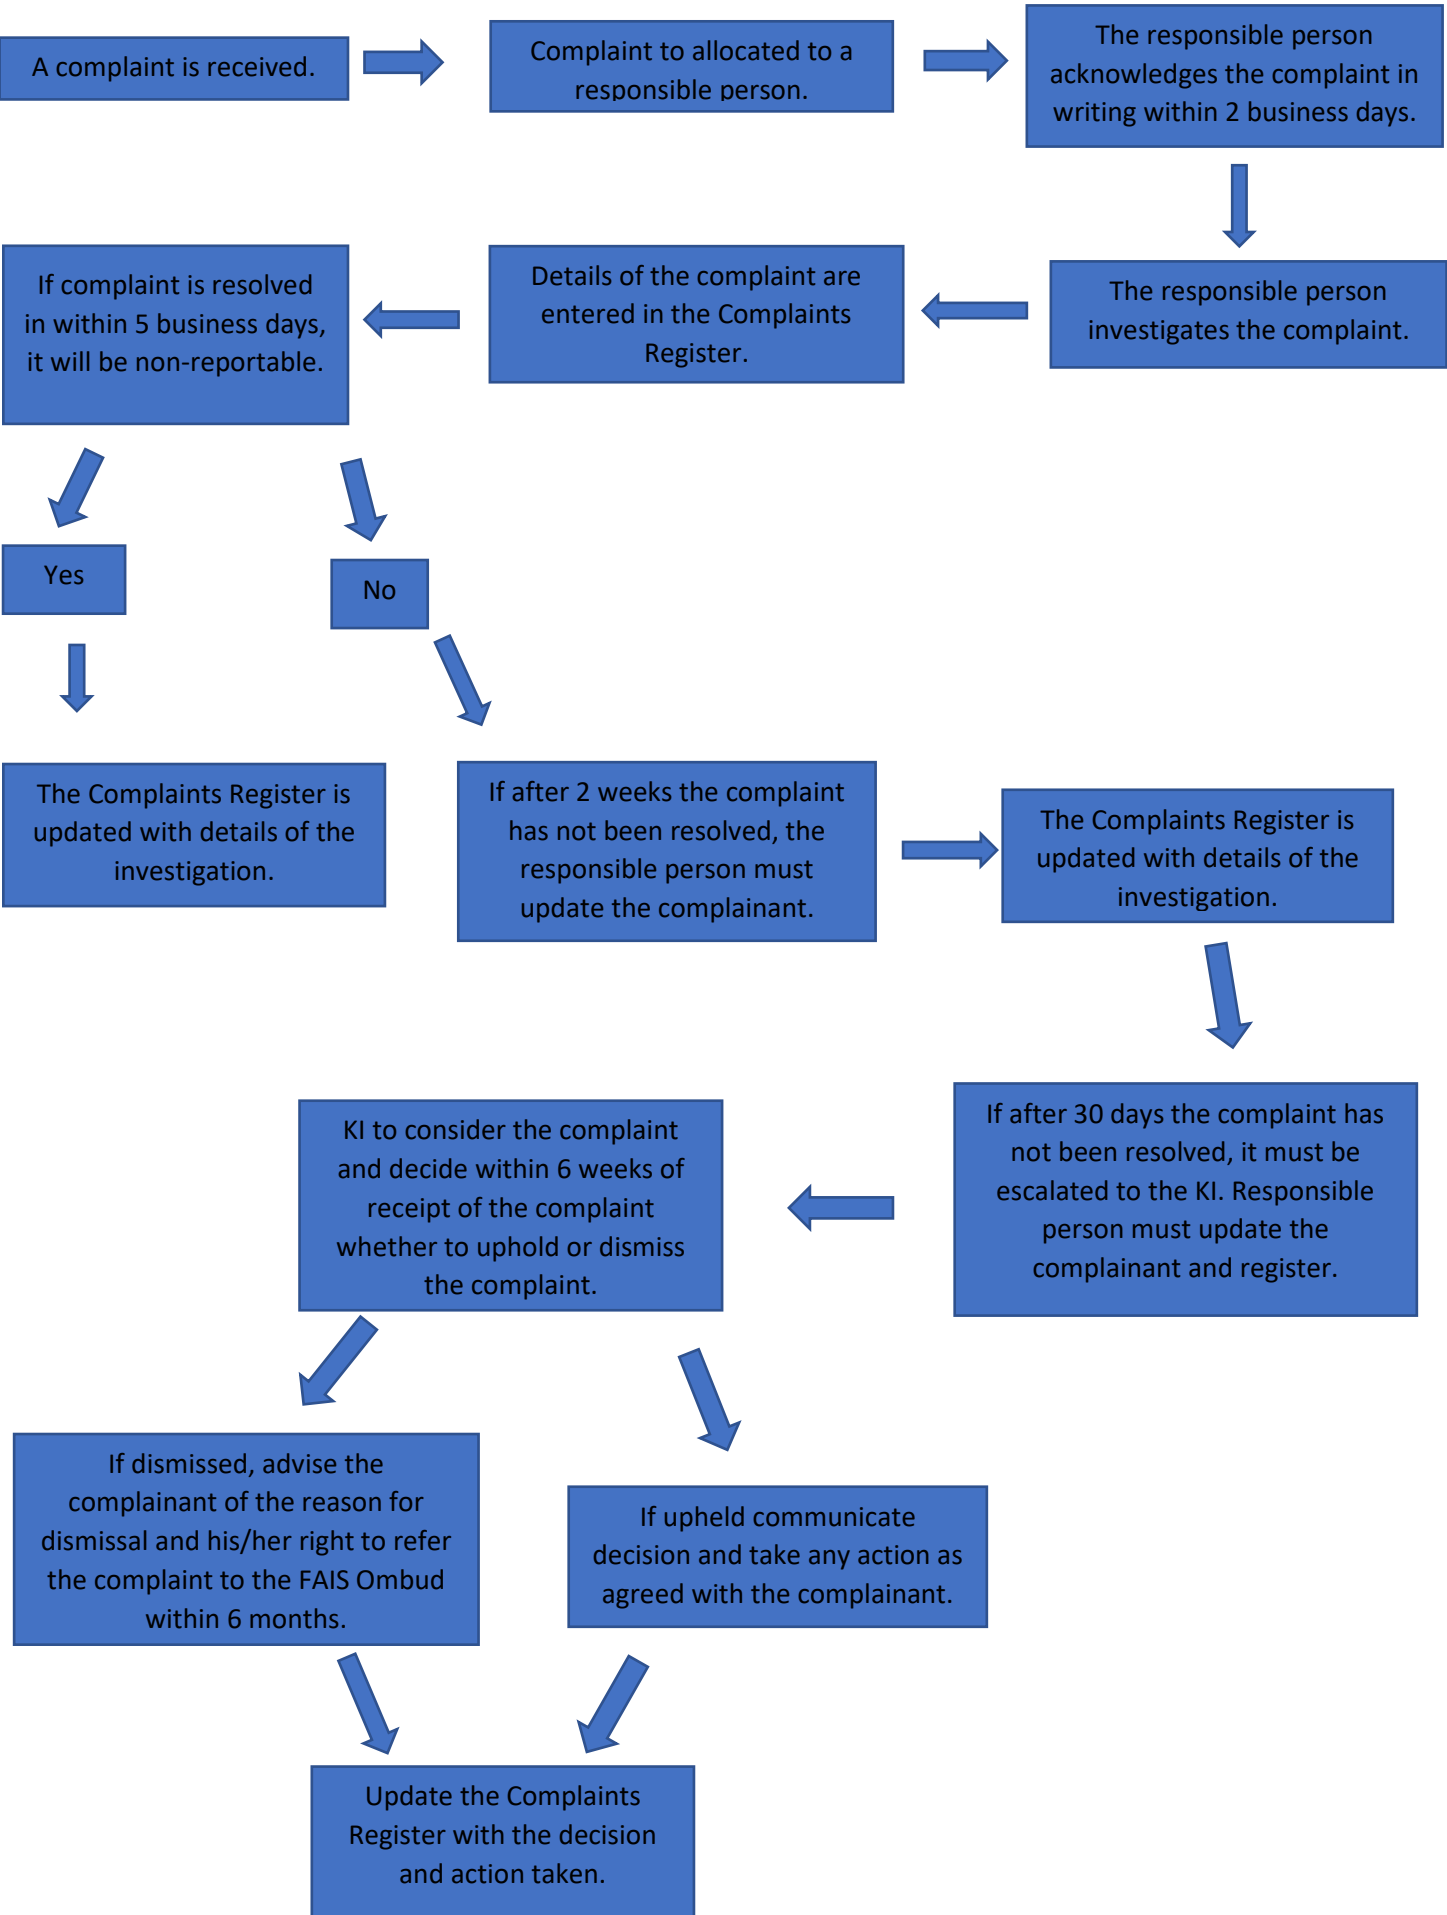 A complaint is received.
Complaint to allocated to a
responsible person.
The responsible person
acknowledges the complaint in
writing within 2 business days.
The responsible person
investigates the complaint.
Details of the complaint are
entered in the Complaints
Register.
If complaint is resolved
in within 5 business days,
it will be non-reportable.
Yes
No
The Complaints Register is
updated with details of the
investigation.
If after 2 weeks the complaint
has not been resolved, the
responsible person must
update the complainant.
The Complaints Register is
updated with details of the
investigation.
If after 30 days the complaint has
not been resolved, it must be
escalated to the KI. Responsible
person must update the
complainant and register.
KI to consider the complaint
and decide within 6 weeks of
receipt of the complaint
whether to uphold or dismiss
the complaint.
If dismissed, advise the
complainant of the reason for
dismissal and his/her right to refer
the complaint to the FAIS Ombud
within 6 months.
If upheld communicate
decision and take any action as
agreed with the complainant.
Update the Complaints
Register with the decision
and action taken.